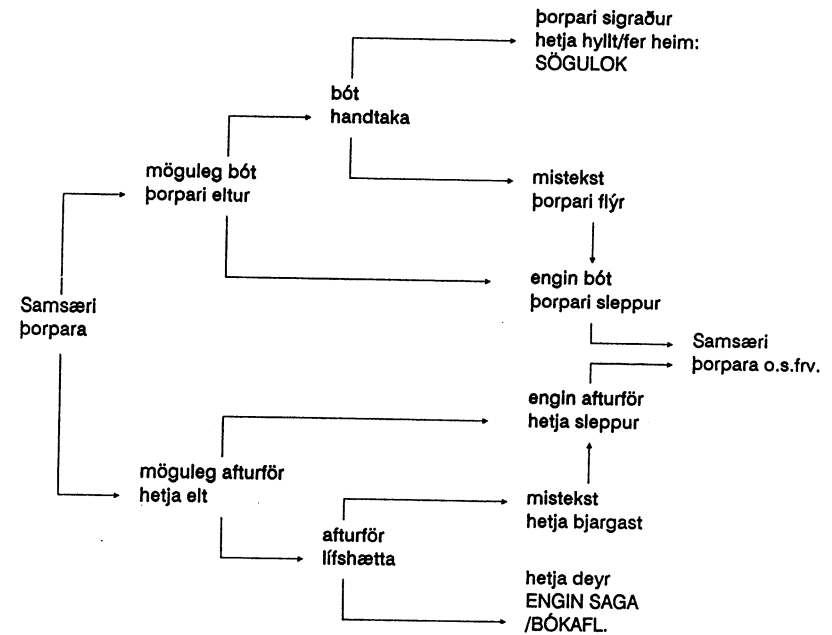 þorpari sigraður
hetja hyllt/fer heim:
SÖGULOK
bót
handtaka
möguleg bót
þorpari eltur
mistekst
þorpari flýr
engin bót
þorpari sleppur
Samsæri
þorpara
Samsæri
þorpara o.s.frv.
engin afturför
hetja sleppur
möguleg afturför
hetja elt
mistekst
hetja bjargast
afturför
lífshætta
hetja deyr
ENGIN SAGA
/BÓKAFL.